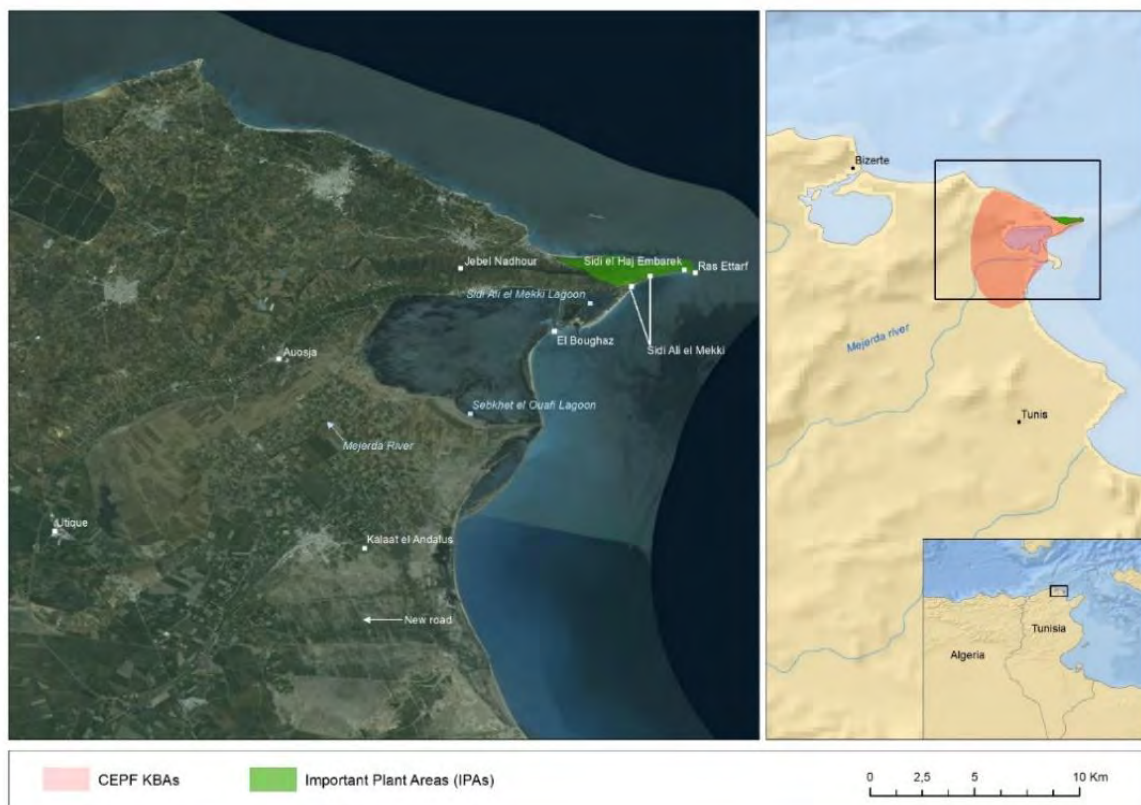 Jebel Nadhour
Sidi el Haj Embarek
Ras Ettarf
Sidi Ali el Mekki Lagoon
El Boughaz
Sidi Ali el Mekki
Auosja
Sebkhet el Ouafi Lagoon
Mejerda River
Utique
Kalaat el Andalus
New road
Bizerte
Mejerda river
Tunis
Tunisia
Algeria
CEPF KBAs
Important Plant Areas (IPAs)
0 2,5 5 10 Km